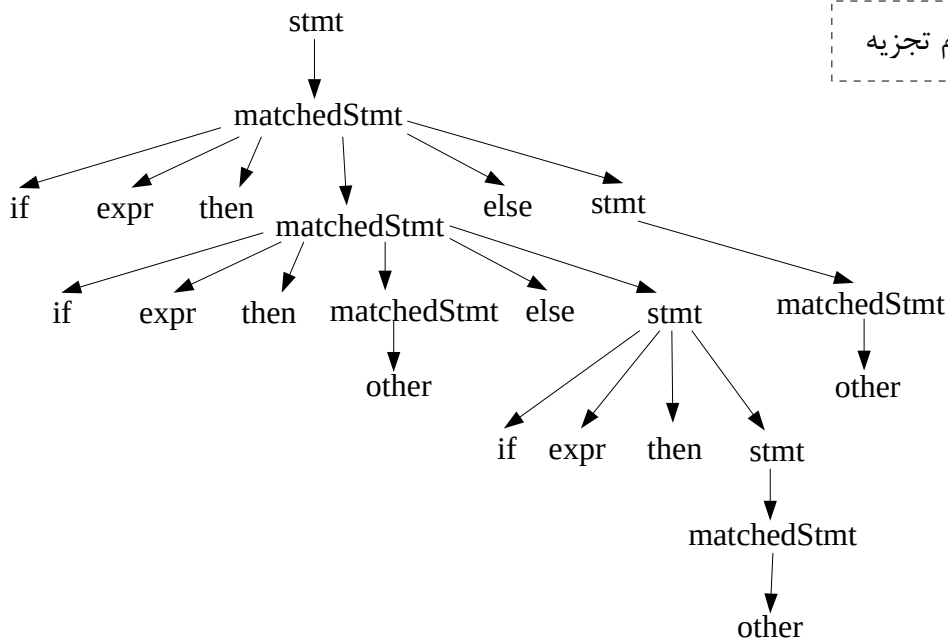 stmt
م تجزیه
matchedStmt
if expr then else stmt
matchedStmt
if expr then matchedStmt else stmt matchedStmt
other other
if expr then stmt
matchedStmt
other